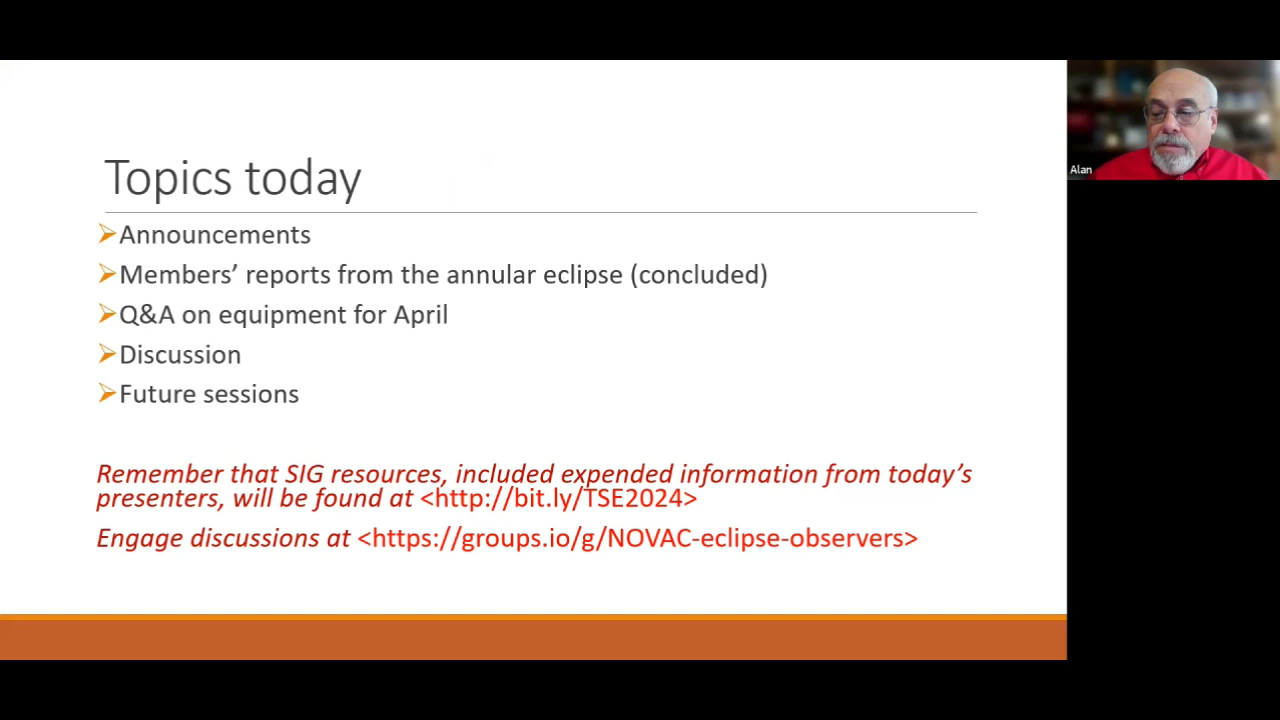 Topics today
Announcements
Members’ reports from the annular eclipse (concluded)
Q&A on equipment for April
Discussion
Future sessions
Remember that SIG resources, included expended information from today’s
presenters, will be found at <http://bit.ly/TSE2024>
Engage discussions at <https://groups.io/g/NOVAC-eclipse-observers>
Alan